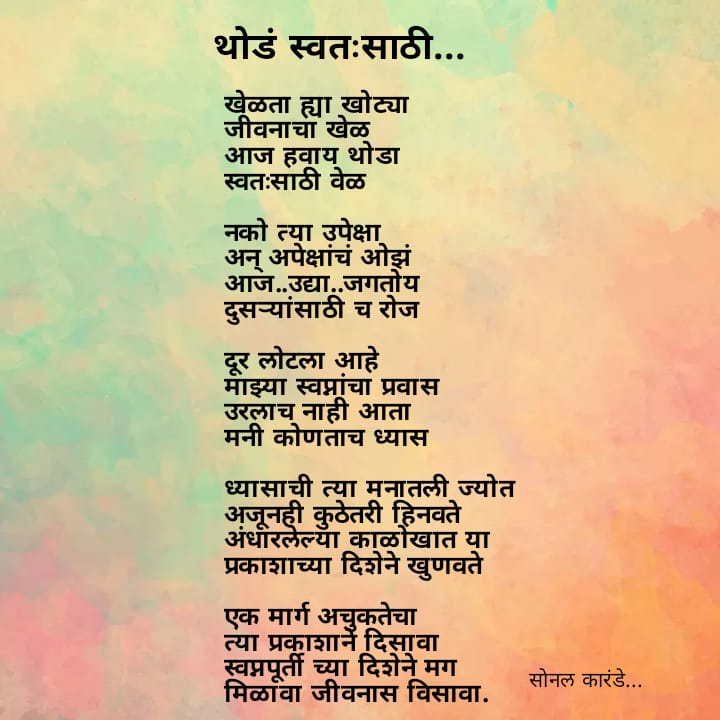 थोडं स्वतःसाठी...
खेळता ह्या खोट्या
जीवनाचा खेळ
आज हवाय थोडा
स्वतःसाठी वेळ
नको त्या उपेक्षा
अन् अपेक्षांचं ओझं
आज..उद्या..जगतोय
दुसऱ्यांसाठी च रोज
दूर लोटला आहे
माझ्या स्वप्नांचा प्रवास
उरलाच नाही आता
मनी कोणताच ध्यास
ध्यासाची त्या मनातली ज्योत
अजूनही कुठेतरी हिनवते
अंधारलेल्या काळोखात या
प्रकाशाच्या दिशेने खुणवते
एक मार्ग अचुकतेचा
त्या प्रकाशाने दिसावा
स्वप्नपूर्ती च्या दिशेने मग
मिळावा जीवनास विसावा.
सोनल कारंडे...